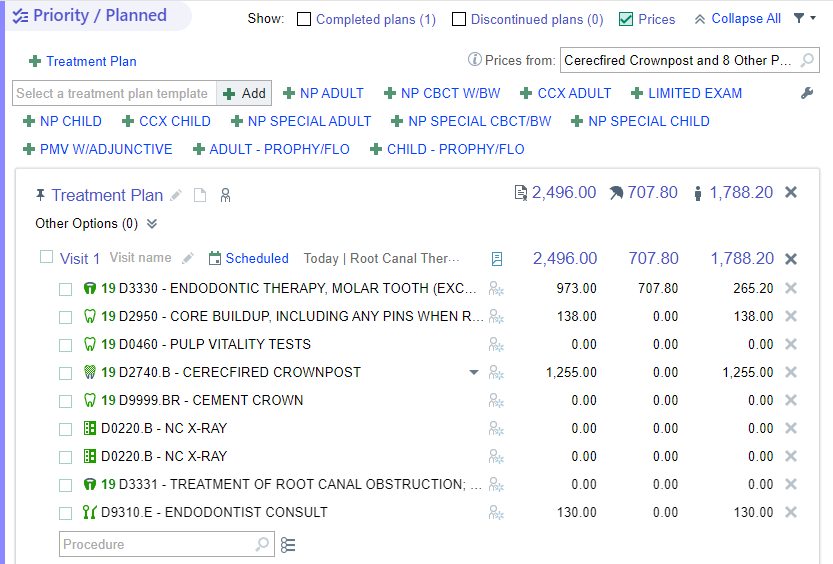 Priority / Planned
Show: Completed plans (1) Discontinued plans (0) Prices Collapse All
Treatment Plan
Prices from: Cerecfired Crownpost and 8 Other P...
Select a treatment plan template Add NP ADULT NP CBCT W/BW CCX ADULT LIMITED EXAM
NP CHILD CCX CHILD NP SPECIAL ADULT NP SPECIAL CBCT/BW NP SPECIAL CHILD
PMV W/ADJUNCTIVE ADULT - PROPHY/FLO CHILD - PROPHY/FLO
Treatment Plan 2,496.00 707.80 1,788.20
Other Options (0)
Visit 1 Visit name Scheduled Today | Root Canal Ther... 2,496.00 707.80 1,788.20
19 D3330 - ENDODONTIC THERAPY, MOLAR TOOTH (EXC... 973.00 707.80 265.20
19 D2950 - CORE BUILDUP, INCLUDING ANY PINS WHEN R... 138.00 0.00 138.00
19 D0460 - PULP VITALITY TESTS 0.00 0.00 0.00
19 D2740.B - CERECFIRED CROWNPOST 1,255.00 0.00 1,255.00
19 D9999.BR - CEMENT CROWN 0.00 0.00 0.00
D0220.B - NC X-RAY 0.00 0.00 0.00
D0220.B - NC X-RAY 0.00 0.00 0.00
19 D3331 - TREATMENT OF ROOT CANAL OBSTRUCTION; ... 0.00 0.00 0.00
D9310.E - ENDODONTIST CONSULT 130.00 0.00 130.00
Procedure